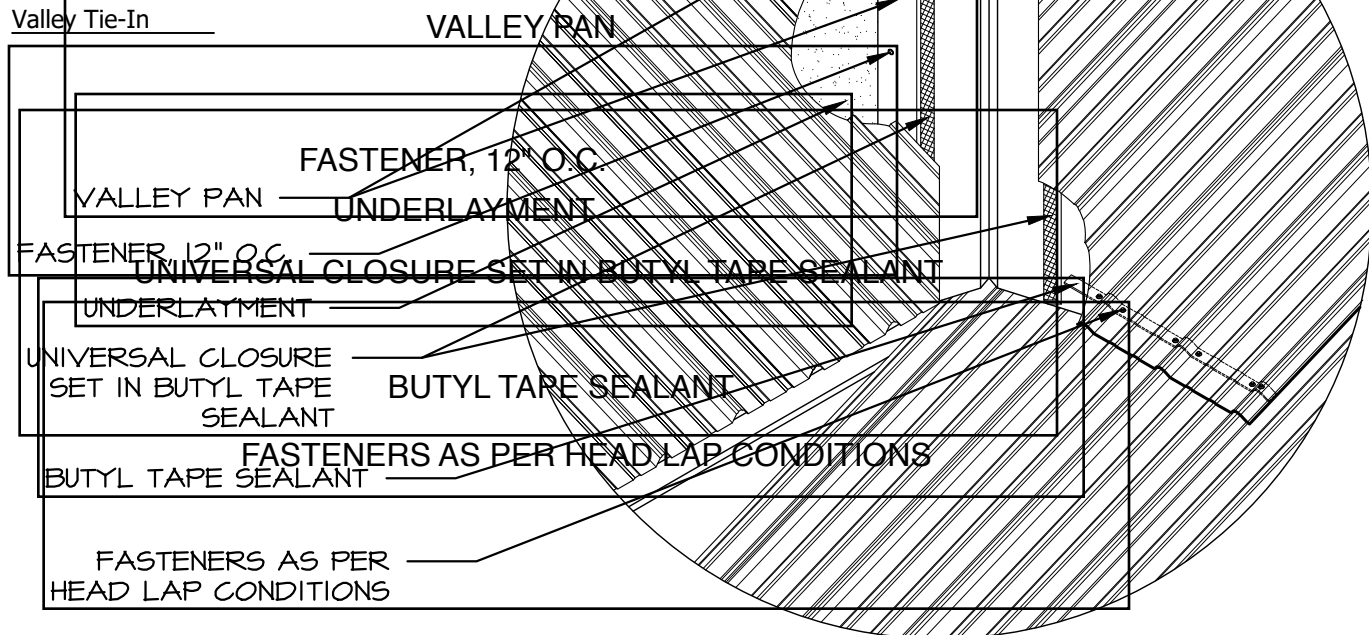 Valley Tie-In
VALLEY PAN
FASTENER, 12" O.C.
VALLEY PAN
UNDERLAYMENT
FASTENER, 12" O.C.
UNIVERSAL CLOSURE SET IN BUTYL TAPE SEALANT
UNDERLAYMENT
UNIVERSAL CLOSURE
SET IN BUTYL TAPE
SEALANT
BUTYL TAPE SEALANT
FASTENERS AS PER HEAD LAP CONDITIONS
BUTYL TAPE SEALANT
FASTENERS AS PER
HEAD LAP CONDITIONS